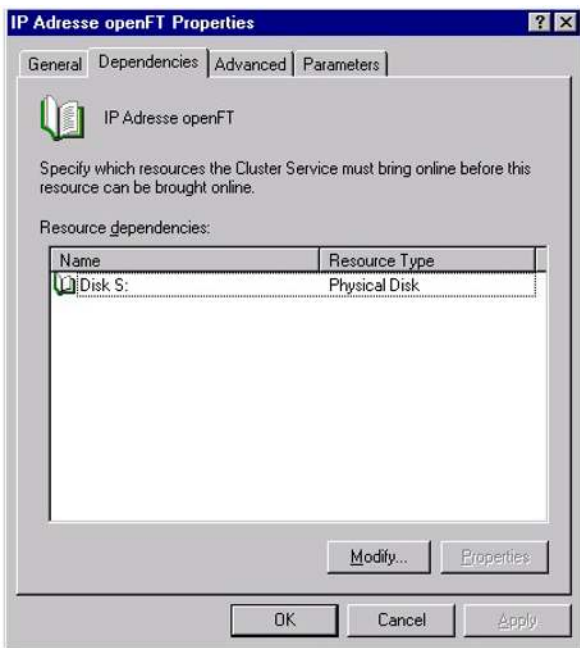 IP Adresse openFT Properties
General Dependencies Advanced Parameters
IP Adresse openFT
Specify which resources the Cluster Service must bring online before this
resource can be brought online.
Resource dependencies:
Name Resource Type
Disk S: Physical Disk
Modify... Properties
OK Cancel Apply